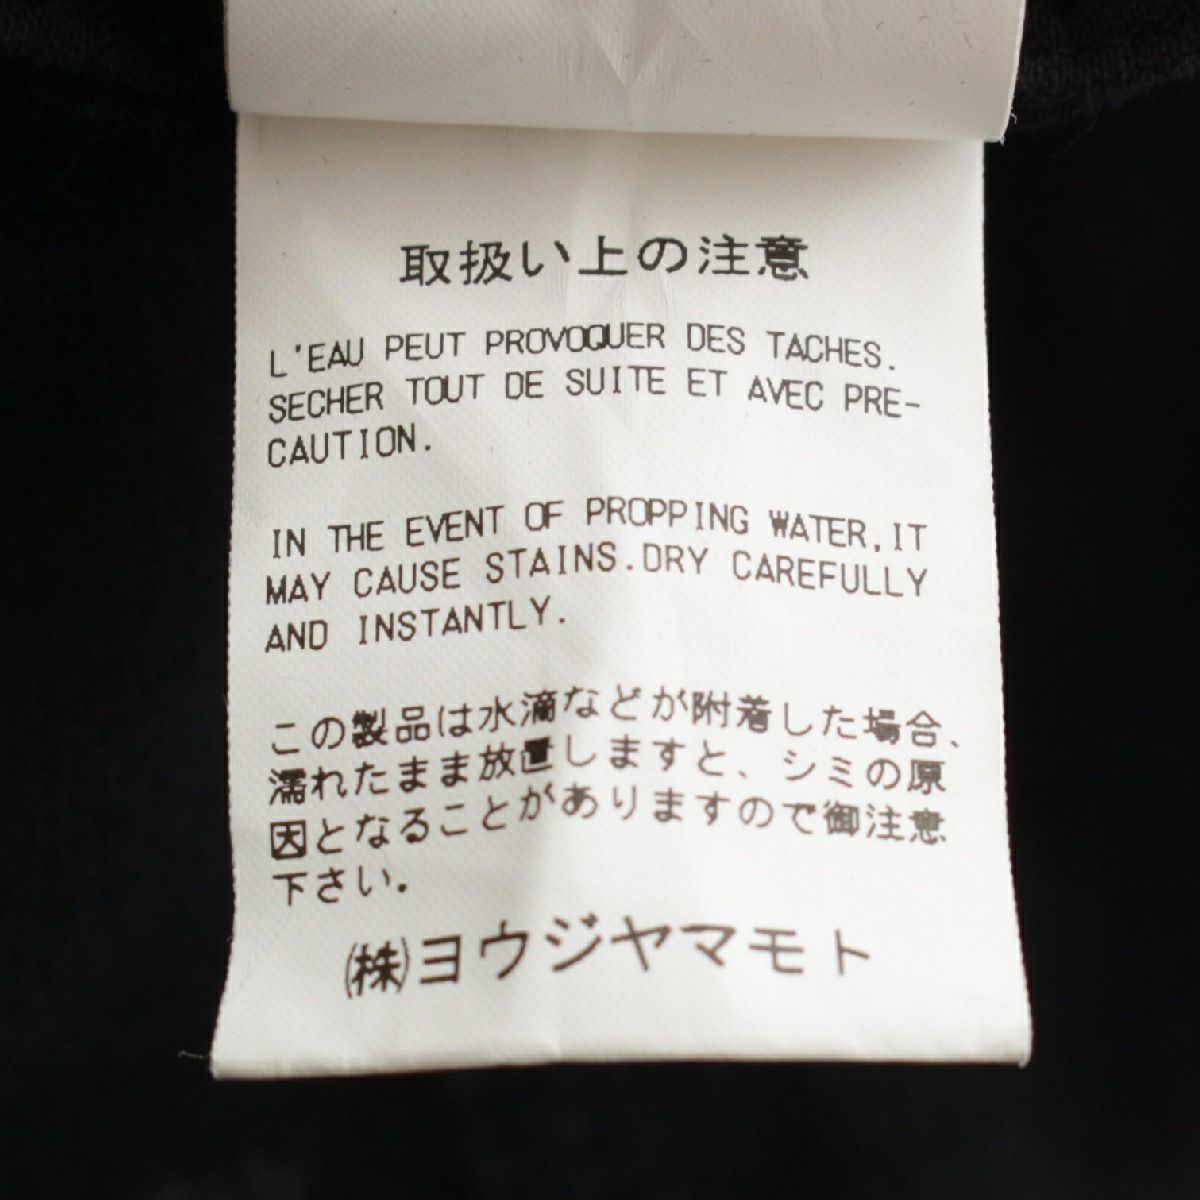 取扱い上の注意
L'EAU PEUT PROVOQUER DES TACHES.
SECHER TOUT DE SUITE ET AVEC PRE-
CAUTION.
IN THE EVENT OF PROPPING WATER,IT
MAY CAUSE STAINS.DRY CAREFULLY
AND INSTANTLY.
この製品は水滴などが附着した場合、
濡れたまま放置しますと、シミの原
因となることがありますので御注意
下さい。
(株)ヨウジヤマモト